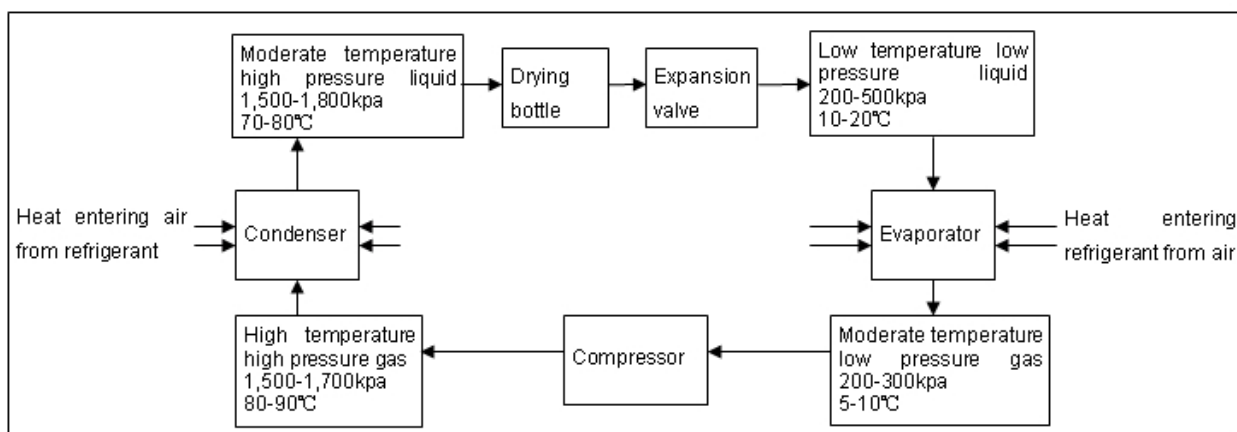 Moderate temperature
high pressure liquid
1,500-1,800kpa
70-80℃
Drying
bottle
Expansion
valve
Low temperature low
pressure liquid
200-500kpa
10-20℃
Heat entering air
from refrigerant
Condenser
Evaporator
Heat entering
refrigerant from air
High temperature
high pressure gas
1,500-1,700kpa
80-90℃
Compressor
Moderate temperature
low pressure gas
200-300kpa
5-10℃